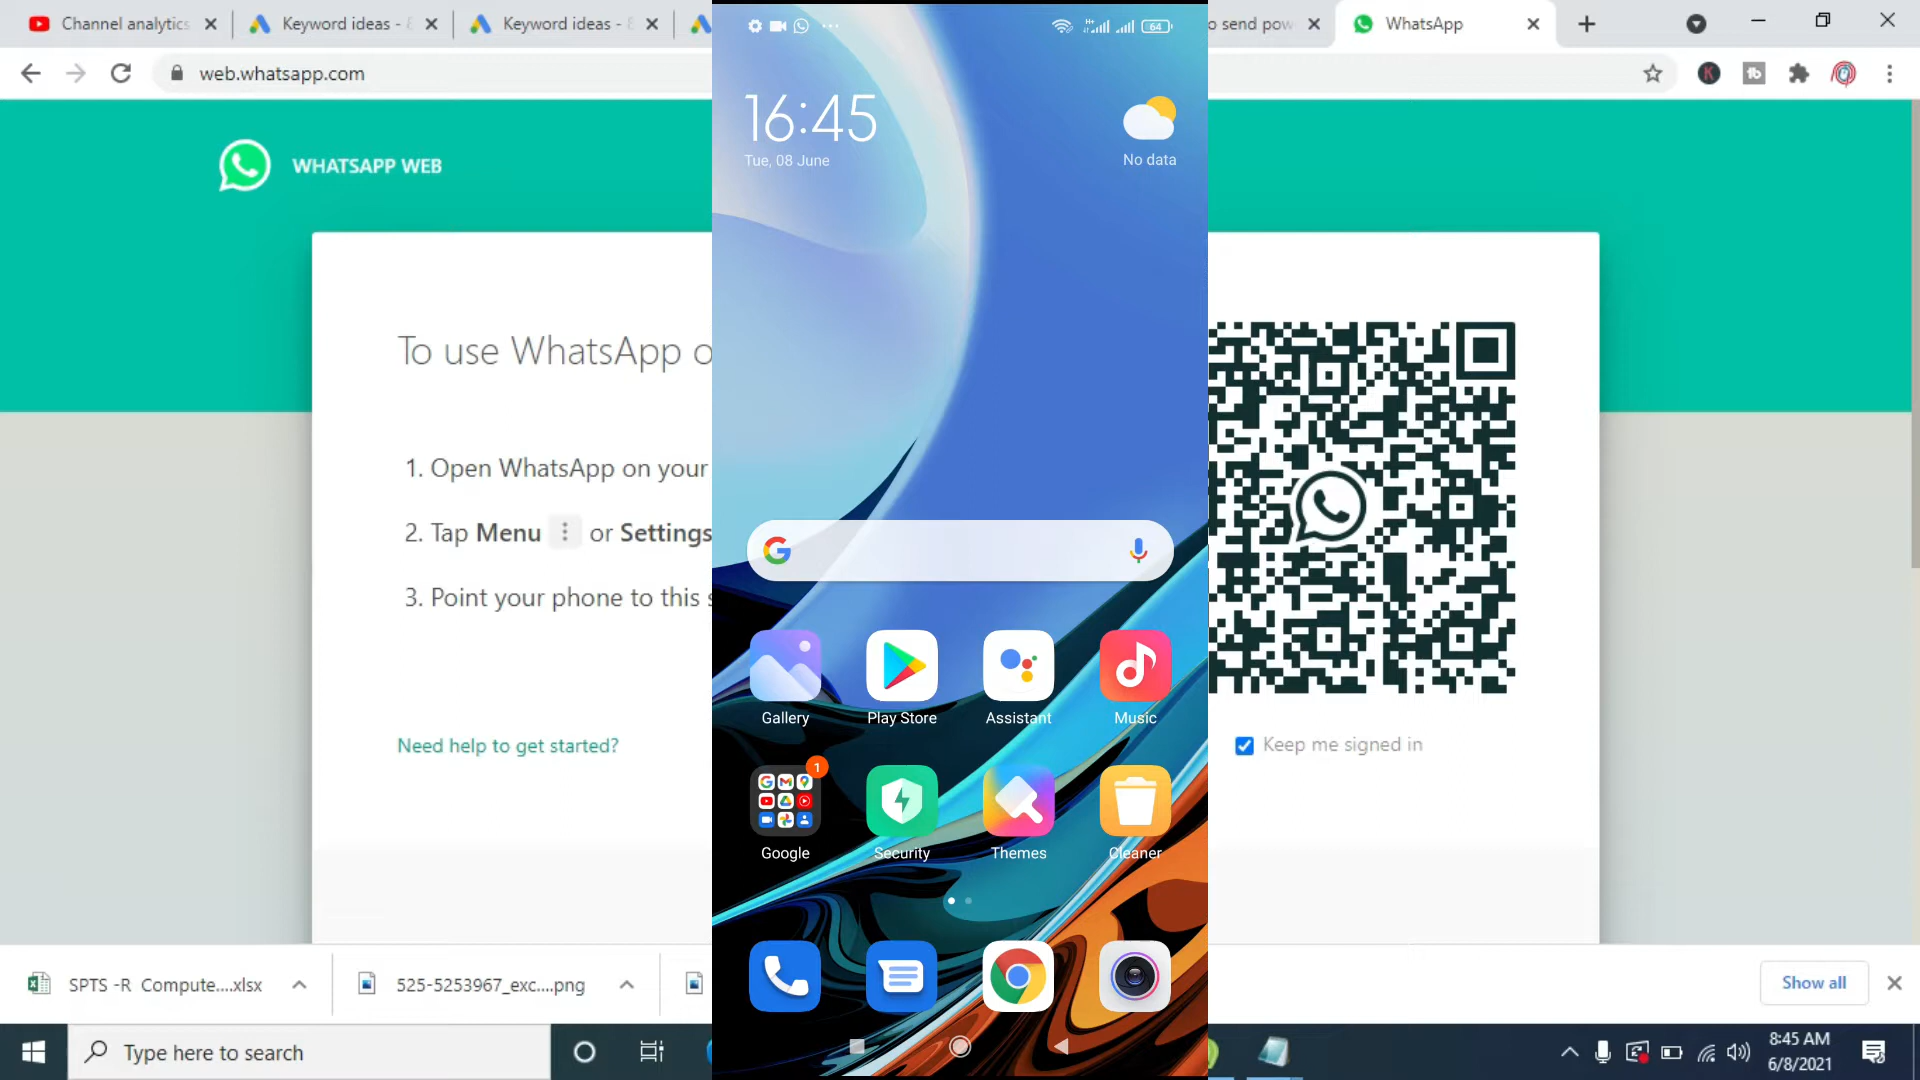 Channel analytics
Keyword ideas -
Keyword ideas -
o send pow
WhatsApp
web.whatsapp.com
64
16:45
Tue, 08 June
No data
WHATSAPP WEB
To use WhatsApp o
1. Open WhatsApp on your
2. Tap Menu or Settings
3. Point your phone to this s
Need help to get started?
Keep me signed in
Gallery
Play Store
Assistant
Music
1
Google
Security
Themes
Cleaner
SPTS -R Compute....xlsx
525-5253967_exc....png
Show all
Type here to search
8:45 AM
6/8/2021